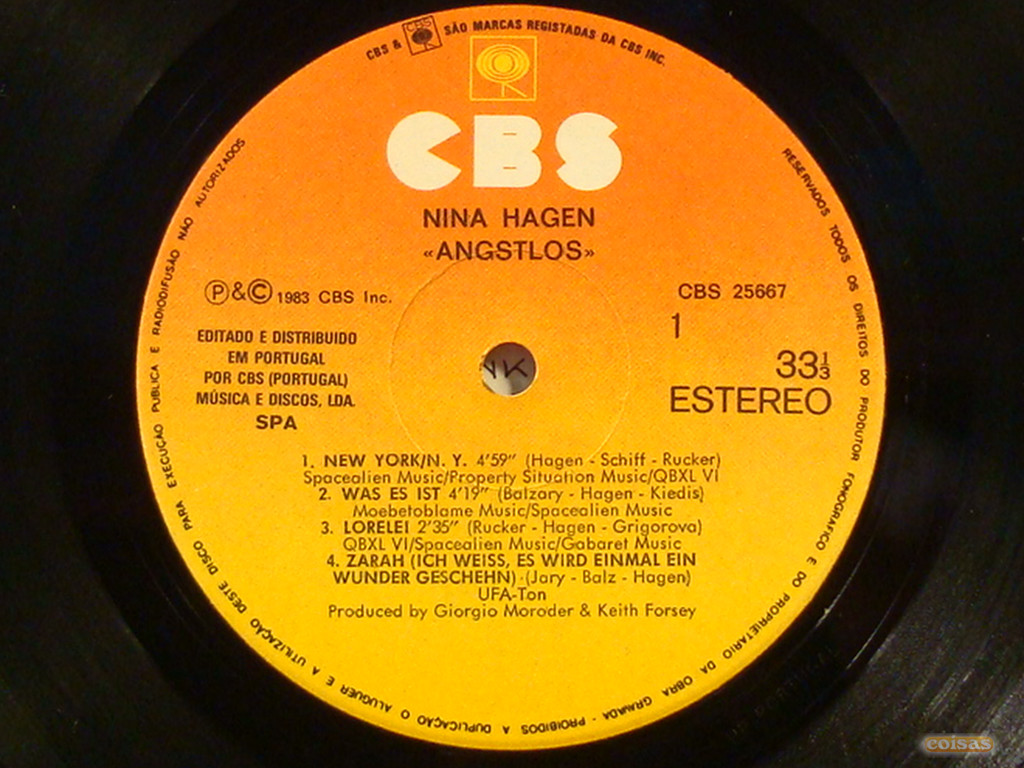 CBS & CBS SÃO MARCAS REGISTADAS DA CBS INC.
CBS
NINA HAGEN
«ANGSTLOS»
Ⓟ&© 1983 CBS Inc.
EDITADO E DISTRIBUIDO
EM PORTUGAL
POR CBS (PORTUGAL)
MÚSICA E DISCOS, LDA.
SPA
CBS 25667
1
33⅓
ESTEREO
1. NEW YORK/N. Y. 4'59" (Hagen - Schiff - Rucker)
Spacealien Music/Property Situation Music/QBXL VI
2. WAS ES IST 4'19" (Balzary - Hagen - Kiedis)
Moebetoblame Music/Spacealien Music
3. LORELEI 2'35" (Rucker - Hagen - Grigorova)
QBXL VI/Spacealien Music/Gabaret Music
4. ZARAH (ICH WEISS, ES WIRD EINMAL EIN
WUNDER GESCHEHN) (Jary - Balz - Hagen)
UFA-Ton
Produced by Giorgio Moroder & Keith Forsey
RESERVADOS TODOS OS DIREITOS DO PRODUTOR FONOGRAFICO E DO PROPRIETARIO DA OBRA GRAVADA - PROIBIDOS A DUPLICAÇÃO O ALUGUER E A UTILIZAÇÃO DESTE DISCO PARA EXECUÇÃO PUBLICA E RADIODIFUSÃO NÃO AUTORIZADOS
coisas